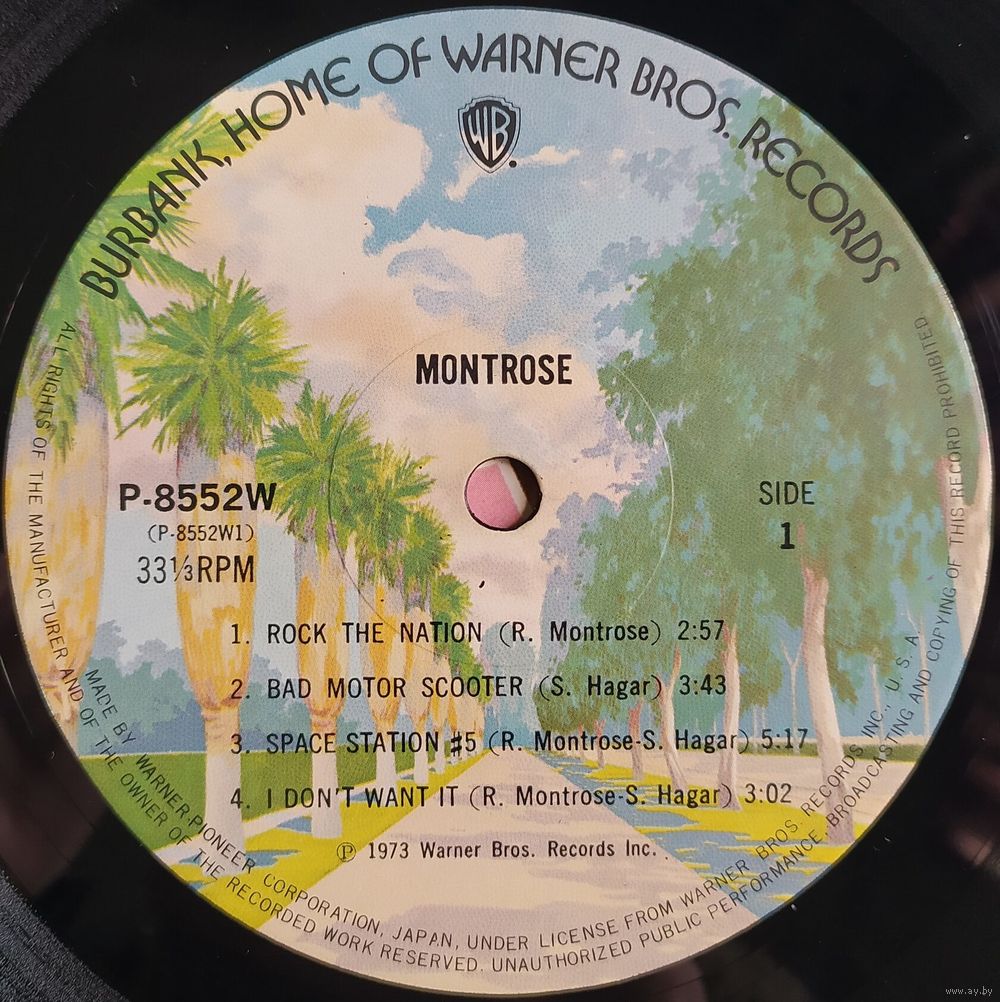 BURBANK, HOME OF WARNER BROS. RECORDS
WB
MONTROSE
P-8552W
(P-8552W1)
33⅓RPM
SIDE
1
1. ROCK THE NATION (R. Montrose) 2:57
2. BAD MOTOR SCOOTER (S. Hagar) 3:43
3. SPACE STATION #5 (R. Montrose-S. Hagar) 5:17
4. I DON'T WANT IT (R. Montrose-S. Hagar) 3:02
Ⓟ 1973 Warner Bros. Records Inc.
MADE BY WARNER-PIONEER CORPORATION, JAPAN, UNDER LICENSE FROM WARNER BROS. RECORDS INC., U. S. A.
ALL RIGHTS OF THE MANUFACTURER AND OF THE OWNER OF THE RECORDED WORK RESERVED. UNAUTHORIZED PUBLIC PERFORMANCE, BROADCASTING AND COPYING OF THIS RECORD PROHIBITED
www.ay.by